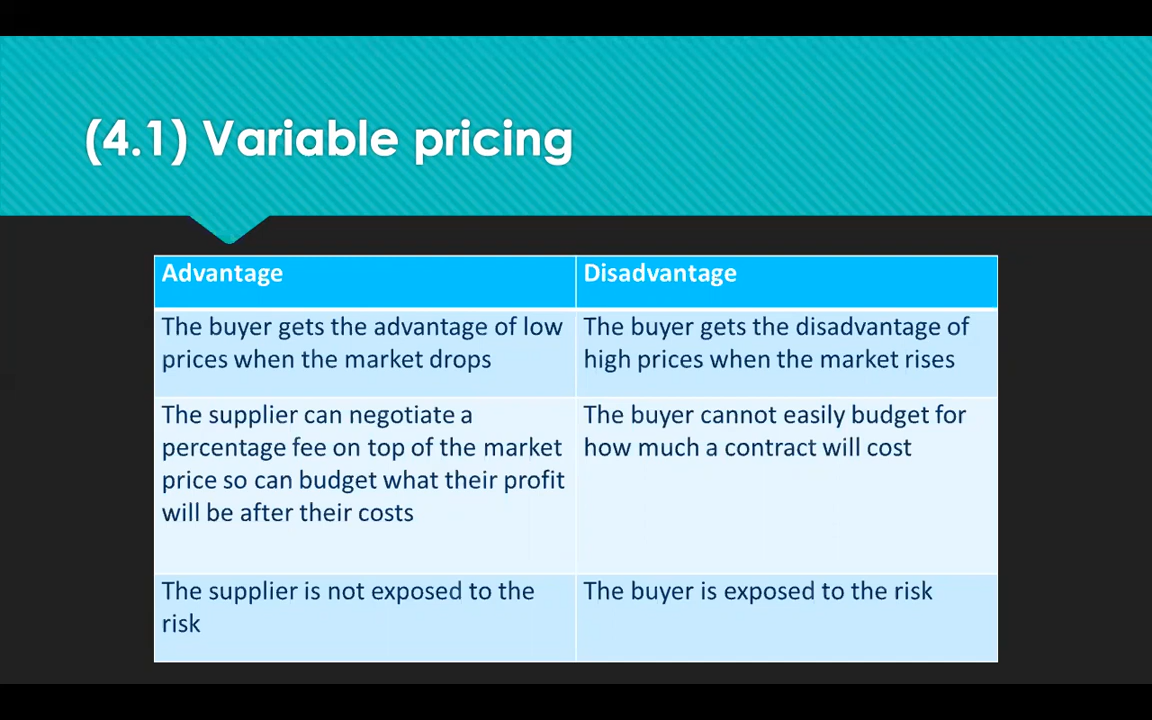 (4.1) Variable pricing
Advantage
Disadvantage
The buyer gets the advantage of low
prices when the market drops
The buyer gets the disadvantage of
high prices when the market rises
The supplier can negotiate a
percentage fee on top of the market
price so can budget what their profit
will be after their costs
The buyer cannot easily budget for
how much a contract will cost
The supplier is not exposed to the
risk
The buyer is exposed to the risk